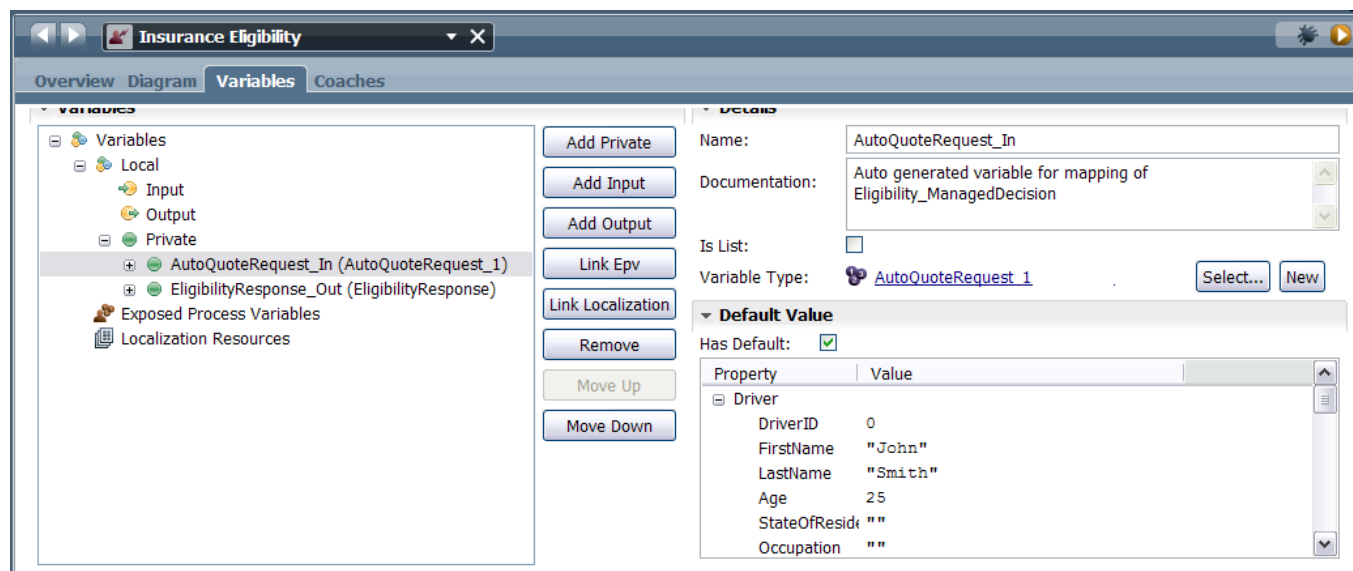 Insurance Eligibility
Overview Diagram Variables Coaches
Variables
Variables
Local
Input
Output
Private
AutoQuoteRequest_In (AutoQuoteRequest_1)
EligibilityResponse_Out (EligibilityResponse)
Exposed Process Variables
Localization Resources
Add Private
Add Input
Add Output
Link Epv
Link Localization
Remove
Move Up
Move Down
Details
Name: AutoQuoteRequest_In
Documentation: Auto generated variable for mapping of
Eligibility_ManagedDecision
Is List:
Variable Type: AutoQuoteRequest_1 Select... New
Default Value
Has Default:
Property Value
Driver
DriverID 0
FirstName "John"
LastName "Smith"
Age 25
StateOfReside ""
Occupation ""